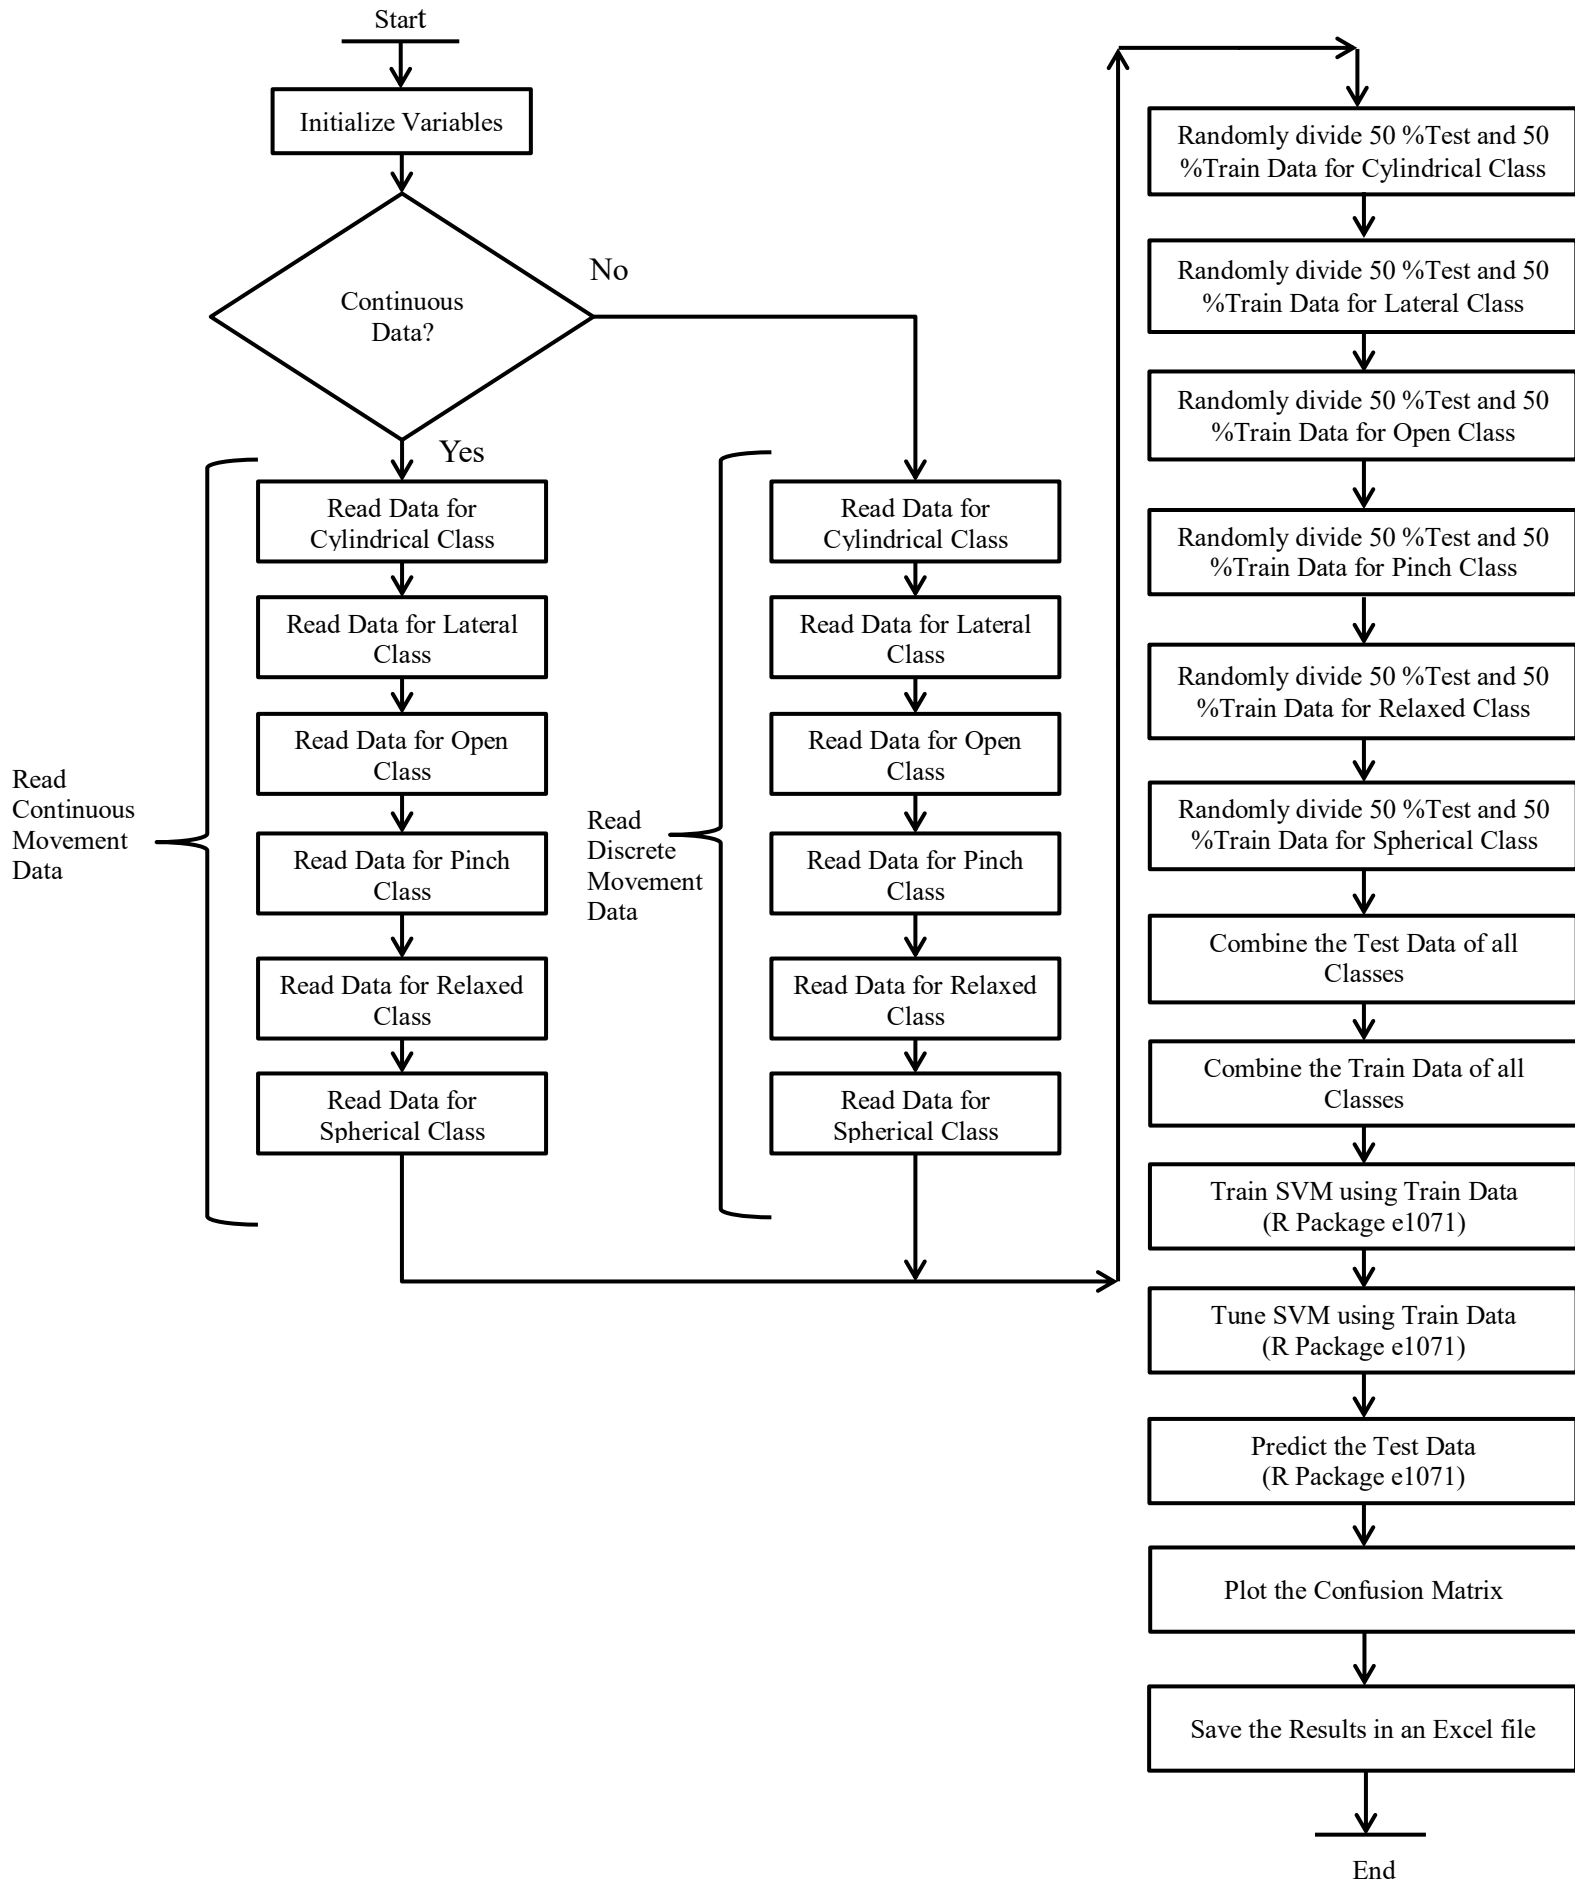 Start
Initialize Variables
Continuous
Data?
No
Yes
Read
Continuous
Movement
Data
Read Data for
Cylindrical Class
Read Data for Lateral
Class
Read Data for Open
Class
Read Data for Pinch
Class
Read Data for Relaxed
Class
Read Data for
Spherical Class
Read
Discrete
Movement
Data
Read Data for
Cylindrical Class
Read Data for Lateral
Class
Read Data for Open
Class
Read Data for Pinch
Class
Read Data for Relaxed
Class
Read Data for
Spherical Class
Randomly divide 50 %Test and 50
%Train Data for Cylindrical Class
Randomly divide 50 %Test and 50
%Train Data for Lateral Class
Randomly divide 50 %Test and 50
%Train Data for Open Class
Randomly divide 50 %Test and 50
%Train Data for Pinch Class
Randomly divide 50 %Test and 50
%Train Data for Relaxed Class
Randomly divide 50 %Test and 50
%Train Data for Spherical Class
Combine the Test Data of all
Classes
Combine the Train Data of all
Classes
Train SVM using Train Data
(R Package e1071)
Tune SVM using Train Data
(R Package e1071)
Predict the Test Data
(R Package e1071)
Plot the Confusion Matrix
Save the Results in an Excel file
End